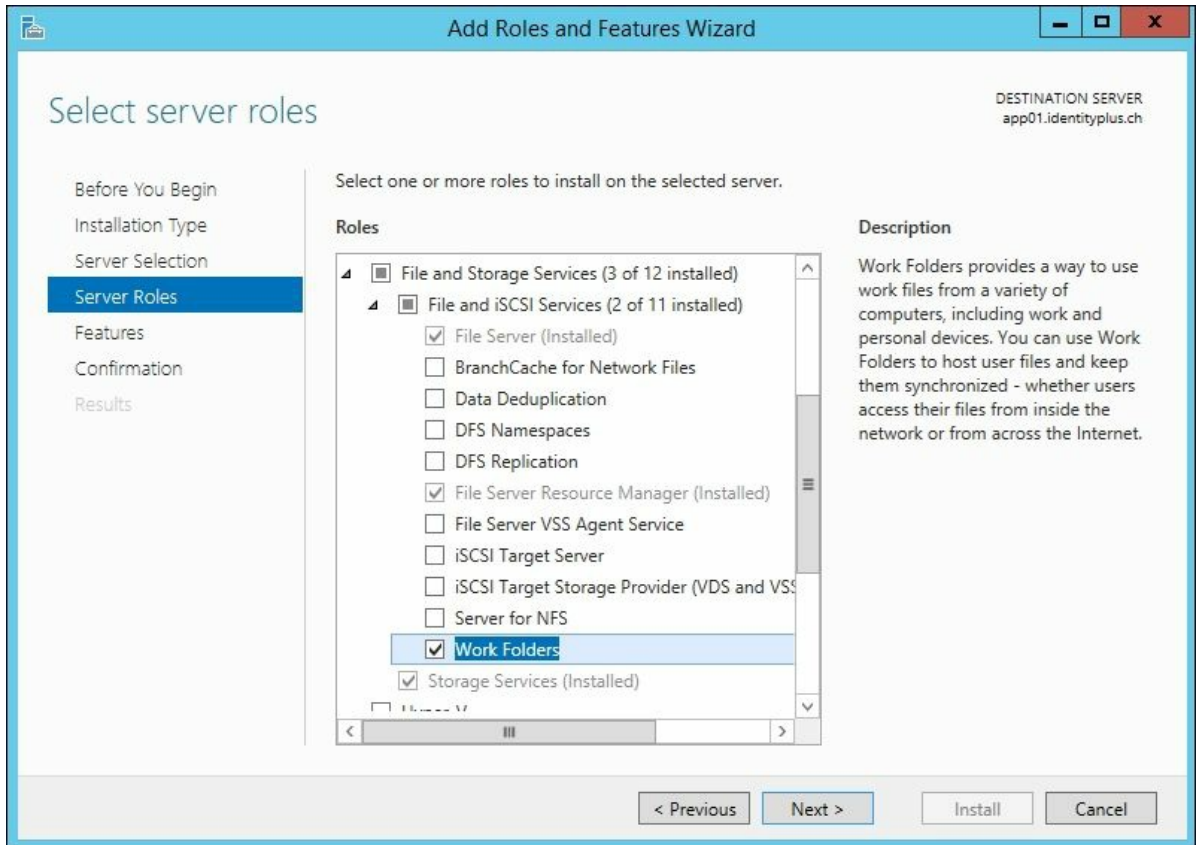 Add Roles and Features Wizard
Select server roles
DESTINATION SERVER
app01.identityplus.ch
Before You Begin
Installation Type
Server Selection
Server Roles
Features
Confirmation
Results
Select one or more roles to install on the selected server.
Roles
File and Storage Services (3 of 12 installed)
File and iSCSI Services (2 of 11 installed)
File Server (Installed)
BranchCache for Network Files
Data Deduplication
DFS Namespaces
DFS Replication
File Server Resource Manager (Installed)
File Server VSS Agent Service
iSCSI Target Server
iSCSI Target Storage Provider (VDS and VSS
Server for NFS
Work Folders
Storage Services (Installed)
Description
Work Folders provides a way to use
work files from a variety of
computers, including work and
personal devices. You can use Work
Folders to host user files and keep
them synchronized - whether users
access their files from inside the
network or from across the Internet.
< Previous
Next >
Install
Cancel